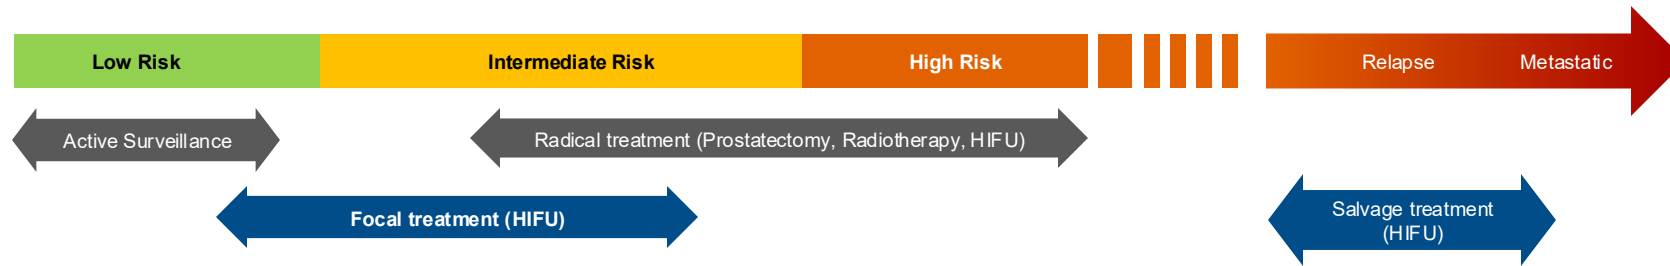 Low Risk
Intermediate Risk
High Risk
Relapse
Metastatic
Active Surveillance
Radical treatment (Prostatectomy, Radiotherapy, HIFU)
Focal treatment (HIFU)
Salvage treatment
(HIFU)